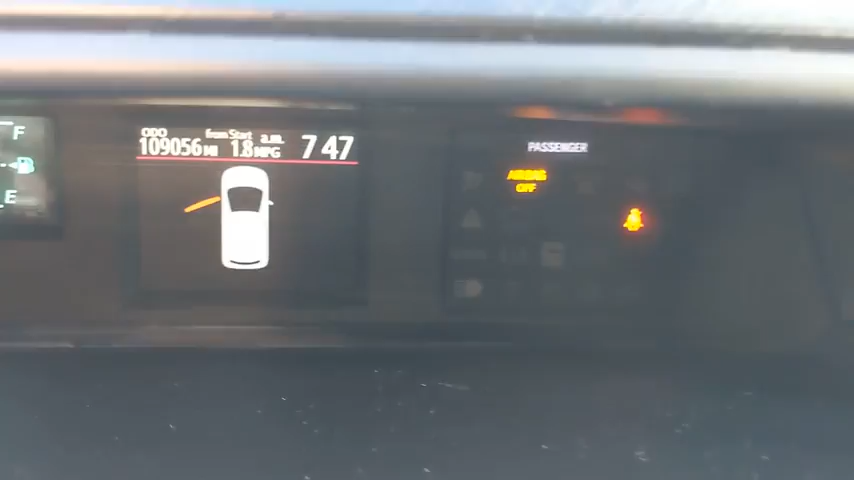 F
E
ODO
109056 MI
from Start
1.8 MPG
a.m.
7 47
PASSENGER
AIRBAG
OFF